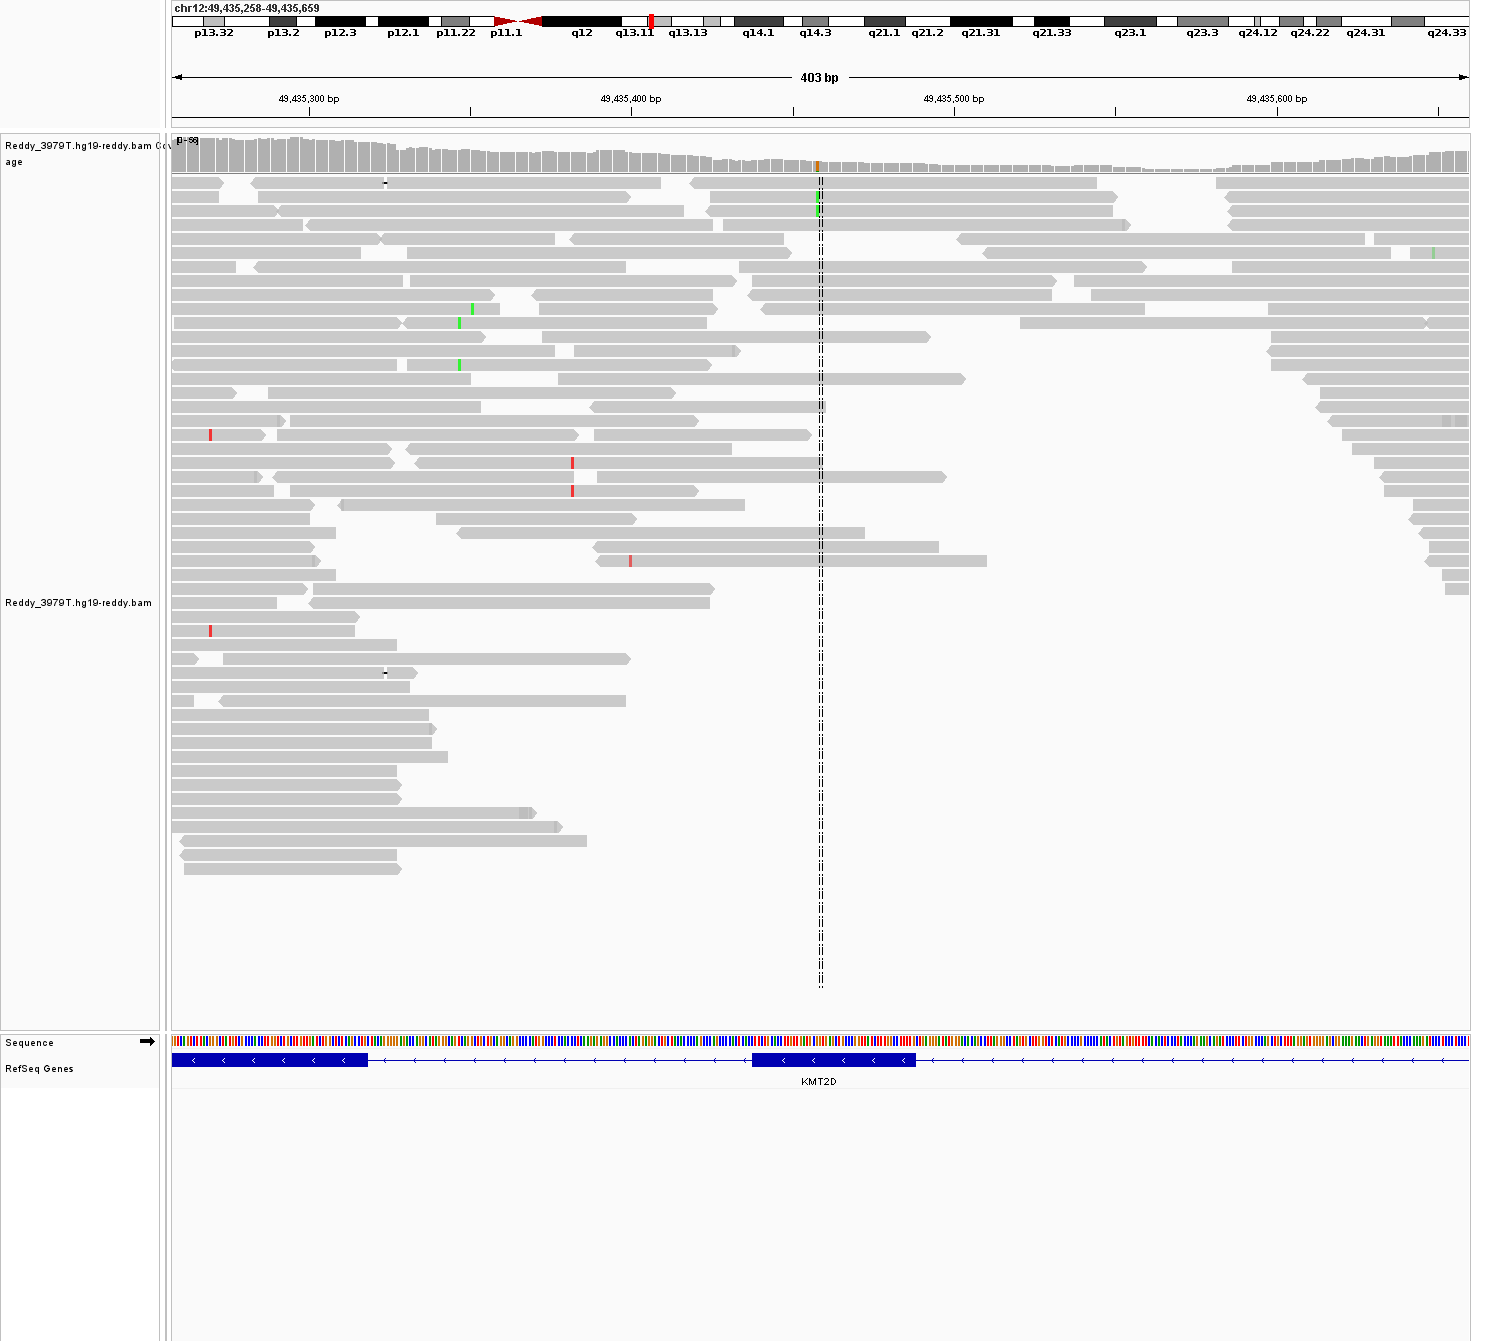 chr12:49,435,258-49,435,659
p13.32 p13.2 p12.3 p12.1 p11.22 p11.1 q12 q13.11 q13.13 q14.1 q14.3 q21.1 q21.2 q21.31 q21.33 q23.1 q23.3 q24.12 q24.22 q24.31 q24.33
403 bp
49,435,300 bp 49,435,400 bp 49,435,500 bp 49,435,600 bp
Reddy_3979T.hg19-reddy.bam Cov
age
Reddy_3979T.hg19-reddy.bam
Sequence
RefSeq Genes
KMT2D